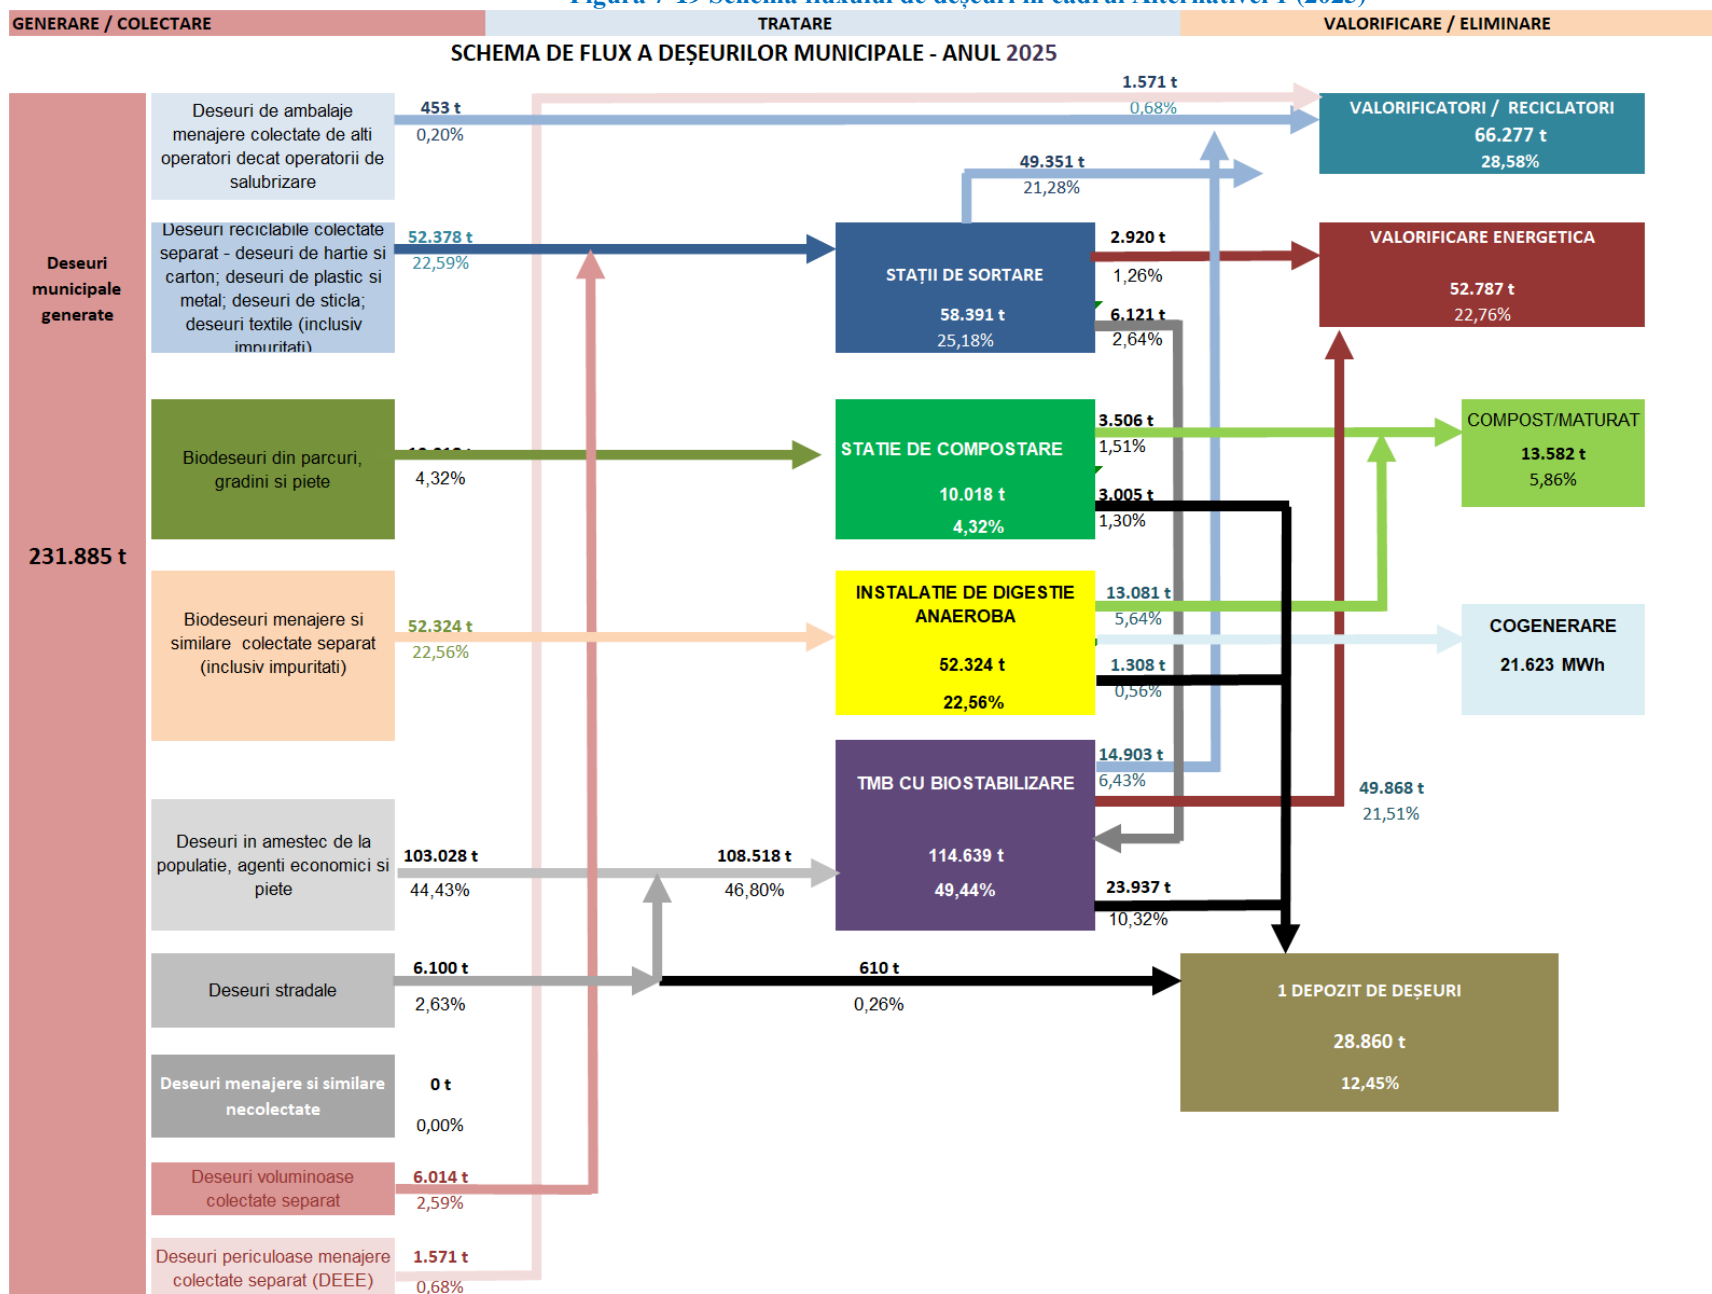 GENERARE / COLECTARE
TRATARE
VALORIFICARE / ELIMINARE
SCHEMA DE FLUX A DEȘEURILOR MUNICIPALE - ANUL 2025
Deseuri
municipale
generate
231.885 t
Deseuri de ambalaje
menajere colectate de alti
operatori decat operatorii de
salubrizare
453 t
0,20%
1.571 t
0,68%
VALORIFICATORI / RECICLATORI
66.277 t
28,58%
49.351 t
21,28%
Deseuri reciclabile colectate
separat - deseuri de hartie si
carton; deseuri de plastic si
metal; deseuri de sticla;
deseuri textile (inclusiv
impuritati)
52.378 t
22,59%
STAȚII DE SORTARE
58.391 t
25,18%
2.920 t
1,26%
6.121 t
2,64%
VALORIFICARE ENERGETICA
52.787 t
22,76%
Biodeseuri din parcuri,
gradini si piete
4,32%
STATIE DE COMPOSTARE
10.018 t
4,32%
3.506 t
1,51%
3.005 t
1,30%
COMPOST/MATURAT
13.582 t
5,86%
Biodeseuri menajere si
similare colectate separat
(inclusiv impuritati)
52.324 t
22,56%
INSTALATIE DE DIGESTIE
ANAEROBA
52.324 t
22,56%
13.081 t
5,64%
1.308 t
0,56%
COGENERARE
21.623 MWh
Deseuri in amestec de la
populatie, agenti economici si
piete
103.028 t
44,43%
108.518 t
46,80%
TMB CU BIOSTABILIZARE
114.639 t
49,44%
14.903 t
6,43%
49.868 t
21,51%
23.937 t
10,32%
Deseuri stradale
6.100 t
2,63%
610 t
0,26%
1 DEPOZIT DE DEȘEURI
28.860 t
12,45%
Deseuri menajere si similare
necolectate
0 t
0,00%
Deseuri voluminoase
colectate separat
6.014 t
2,59%
Deseuri periculoase menajere
colectate separat (DEEE)
1.571 t
0,68%